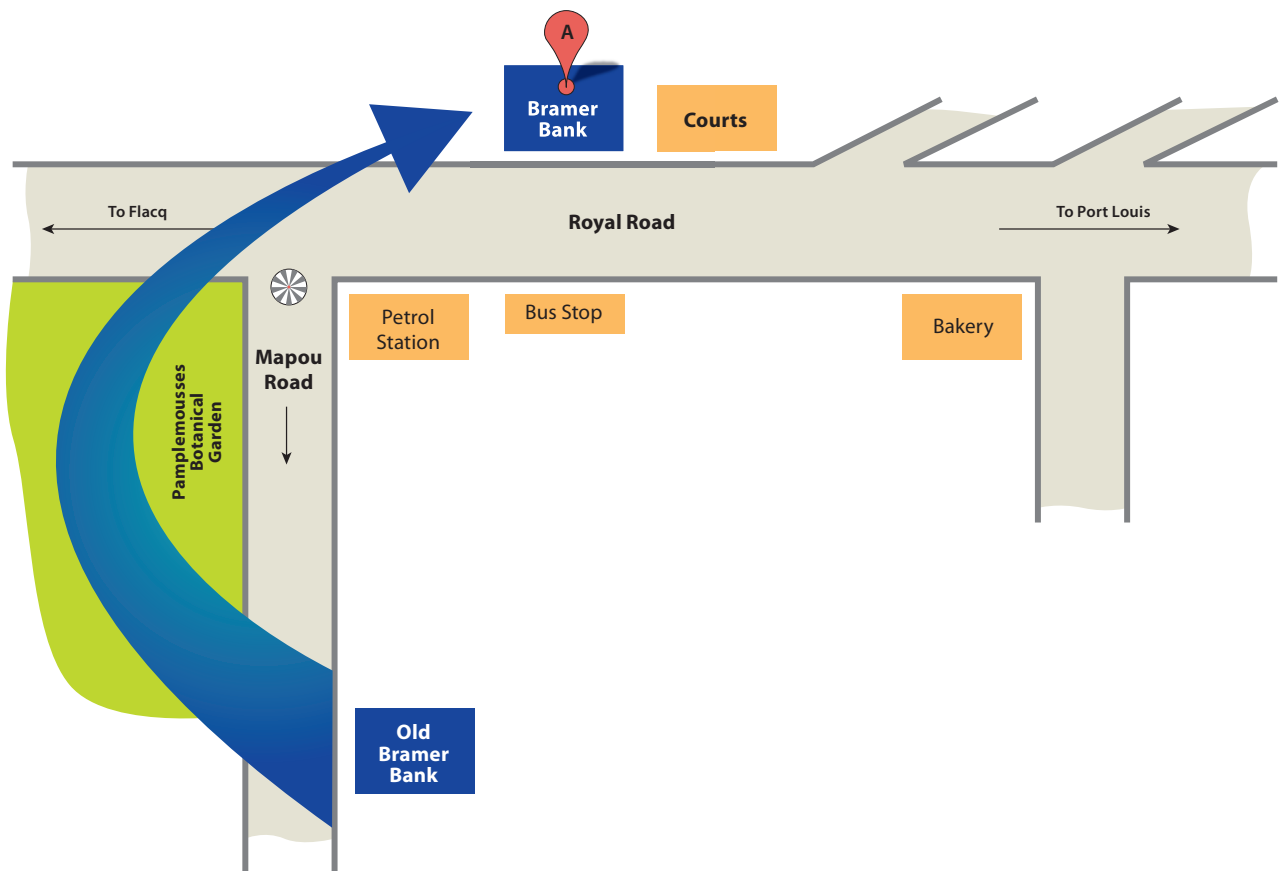 A
Bramer
Bank
Courts
To Flacq
Royal Road
To Port Louis
Petrol
Station
Bus Stop
Bakery
Mapou
Road
Pamplemousses
Botanical
Garden
Old
Bramer
Bank